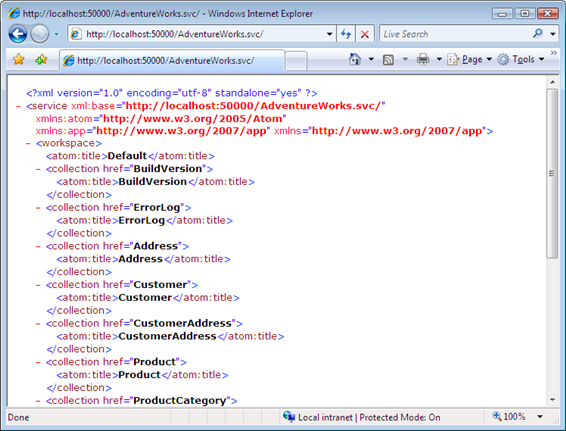 http://localhost:50000/AdventureWorks.svc/ - Windows Internet Explorer
http://localhost:50000/AdventureWorks.svc/
Live Search
http://localhost:50000/AdventureWorks.svc/
Page
Tools
<?xml version="1.0" encoding="utf-8" standalone="yes" ?>
- <service xml:base="http://localhost:50000/AdventureWorks.svc/"
xmlns:atom="http://www.w3.org/2005/Atom"
xmlns:app="http://www.w3.org/2007/app" xmlns="http://www.w3.org/2007/app">
- <workspace>
<atom:title>Default</atom:title>
- <collection href="BuildVersion">
<atom:title>BuildVersion</atom:title>
</collection>
- <collection href="ErrorLog">
<atom:title>ErrorLog</atom:title>
</collection>
- <collection href="Address">
<atom:title>Address</atom:title>
</collection>
- <collection href="Customer">
<atom:title>Customer</atom:title>
</collection>
- <collection href="CustomerAddress">
<atom:title>CustomerAddress</atom:title>
</collection>
- <collection href="Product">
<atom:title>Product</atom:title>
</collection>
- <collection href="ProductCategory">
Done
Local intranet | Protected Mode: On
100%